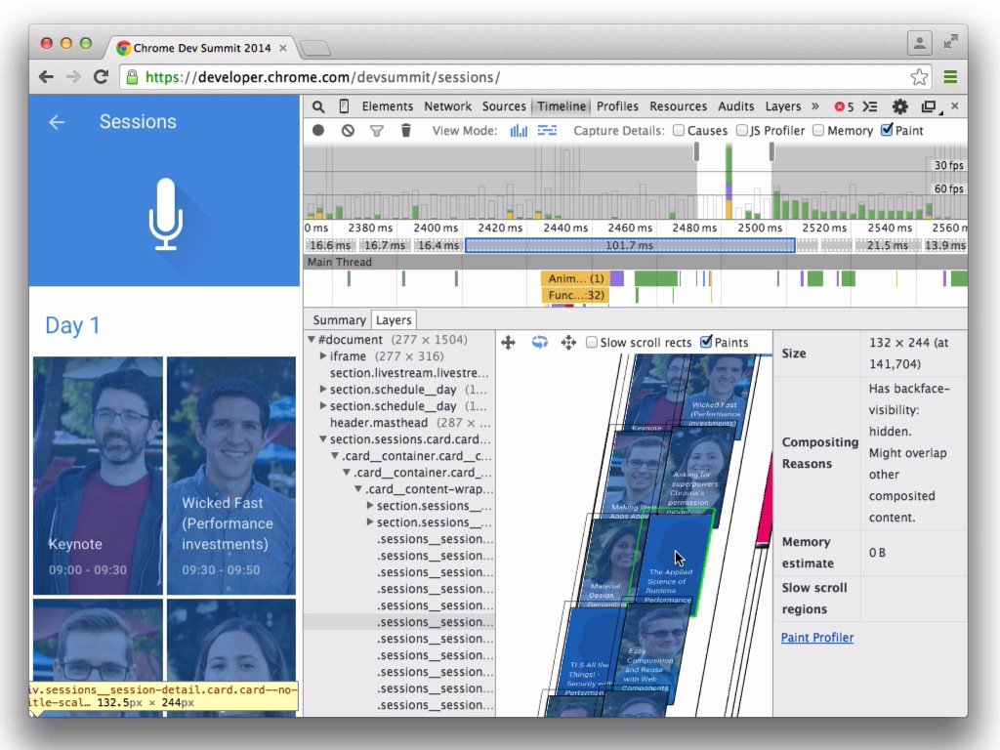 Chrome Dev Summit 2014
https://developer.chrome.com/devsummit/sessions/
Sessions
Day 1
Keynote
09:00 - 09:30
Wicked Fast
(Performance
investments)
09:30 - 09:50
iv.sessions__session-detail.card.card--no-
itle-scal… 132.5px × 244px
Elements Network Sources Timeline Profiles Resources Audits Layers » 5
View Mode: Capture Details: Causes JS Profiler Memory Paint
30 fps
60 fps
0 ms 2380 ms 2400 ms 2420 ms 2440 ms 2460 ms 2480 ms 2500 ms 2520 ms 2540 ms 2560 m
16.6 ms 16.7 ms 16.4 ms 101.7 ms 21.5 ms 13.9 ms
Main Thread
Anim… (1)
Func…:32)
Summary Layers
#document (277 × 1504)
iframe (277 × 316)
section.livestream.livestre…
section.schedule__day (1…
section.schedule__day (1…
header.masthead (287 × …
section.sessions.card.card…
.card__container.card__c…
.card__container.card…
.card__content-wrap…
section.sessions__…
section.sessions__…
.sessions__session…
.sessions__session…
.sessions__session…
.sessions__session…
.sessions__session…
.sessions__session…
.sessions__session…
.sessions__session…
.sessions__session…
.sessions__session…
.sessions__session…
Slow scroll rects Paints
Keynote
Wicked Fast
(Performance
investments)
Making Web
Apps Appy
Asking for
superpowers:
Chrome's
permission
model
Material
Design
The Applied
Science of
Runtime
Performance
TLS All the
Things! -
Security with
Easy
Composition
and Reuse
with Web
Components
Size
132 × 244 (at
141,704)
Compositing
Reasons
Has backface-
visibility:
hidden.
Might overlap
other
composited
content.
Memory
estimate
0 B
Slow scroll
regions
Paint Profiler